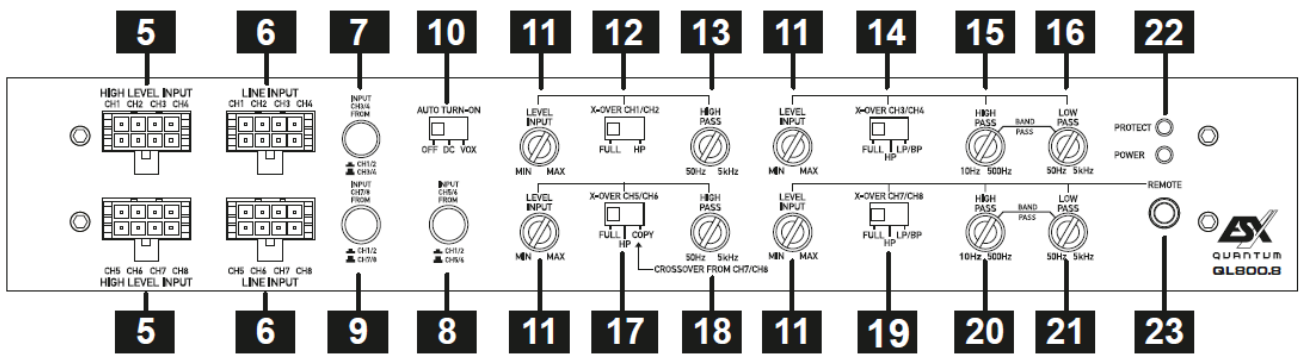 5 6 7 10 11 12 13 11 14 15 16 22
HIGH LEVEL INPUT
CH1 CH2 CH3 CH4
LINE INPUT
CH1 CH2 CH3 CH4
INPUT
CH3/4
FROM
CH1/2
CH3/4
AUTO TURN-ON
OFF DC VOX
LEVEL
INPUT
MIN MAX
X-OVER CH1/CH2
FULL HP
HIGH
PASS
50Hz 5kHz
LEVEL
INPUT
MIN MAX
X-OVER CH3/CH4
FULL LP/BP
HP
HIGH
PASS
10Hz 500Hz
BAND
PASS
LOW
PASS
50Hz 5kHz
PROTECT
POWER
CH5 CH6 CH7 CH8
HIGH LEVEL INPUT
CH5 CH6 CH7 CH8
LINE INPUT
INPUT
CH7/8
FROM
CH1/2
CH7/8
INPUT
CH5/6
FROM
CH1/2
CH5/6
LEVEL
INPUT
MIN MAX
X-OVER CH5/CH6
FULL COPY
HP
CROSSOVER FROM CH7/CH8
HIGH
PASS
50Hz 5kHz
LEVEL
INPUT
MIN MAX
X-OVER CH7/CH8
FULL LP/BP
HP
HIGH
PASS
10Hz 500Hz
BAND
PASS
LOW
PASS
50Hz 5kHz
REMOTE
ESX
QUANTUM
QL800.8
5 6 9 8 11 17 18 11 19 20 21 23